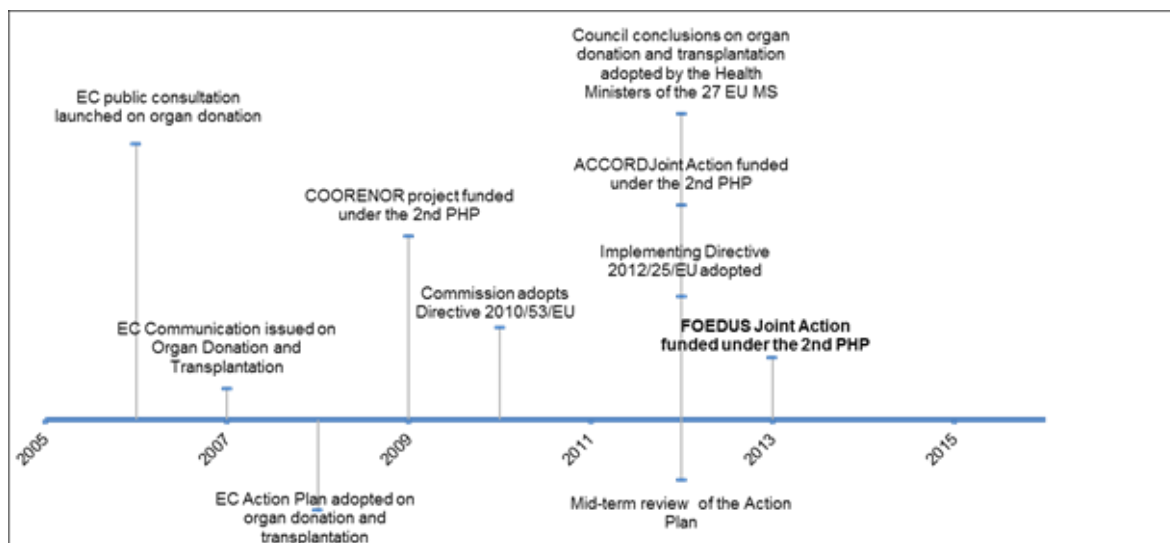 Council conclusions on organ
donation and transplantation
adopted by the Health
Ministers of the 27 EU MS
EC public consultation
launched on organ donation
ACCORDJoint Action funded
under the 2nd PHP
COORENOR project funded
under the 2nd PHP
Implementing Directive
2012/25/EU adopted
Commission adopts
Directive 2010/53/EU
EC Communication issued on
Organ Donation and
Transplantation
FOEDUS Joint Action
funded under the 2nd PHP
2005
2007
2009
2011
2013
2015
EC Action Plan adopted on
organ donation and
transplantation
Mid-term review of the Action
Plan